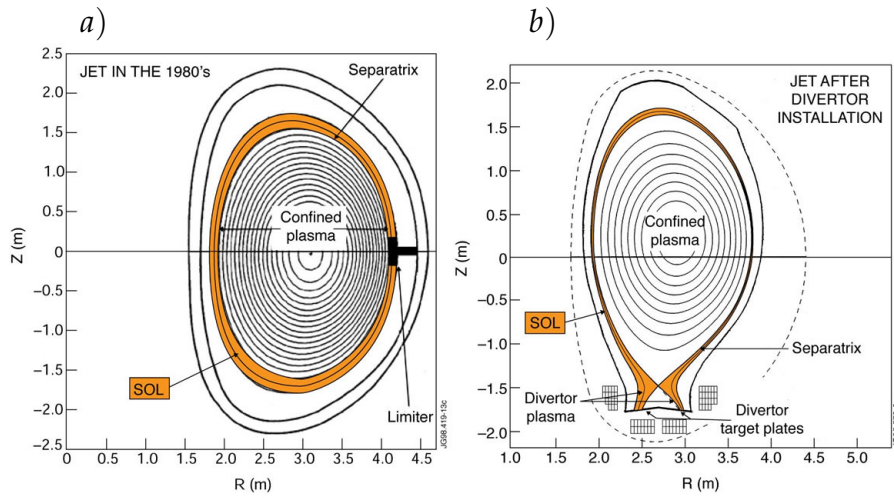 a)
JET IN THE 1980's
Separatrix
Confined
plasma
SOL
Limiter
JG98.419-13c
Z (m)
2.5
2.0
1.5
1.0
0.5
0
−0.5
−1.0
−1.5
−2.0
−2.5
0 0.5 1.0 1.5 2.0 2.5 3.0 3.5 4.0 4.5
R (m)
b)
JET AFTER
DIVERTOR
INSTALLATION
Confined
plasma
SOL
Separatrix
Divertor
plasma
Divertor
target plates
Z (m)
2.0
1.5
1.0
0.5
0
−0.5
−1.0
−1.5
−2.0
1.0 1.5 2.0 2.5 3.0 3.5 4.0 4.5 5.0
R (m)